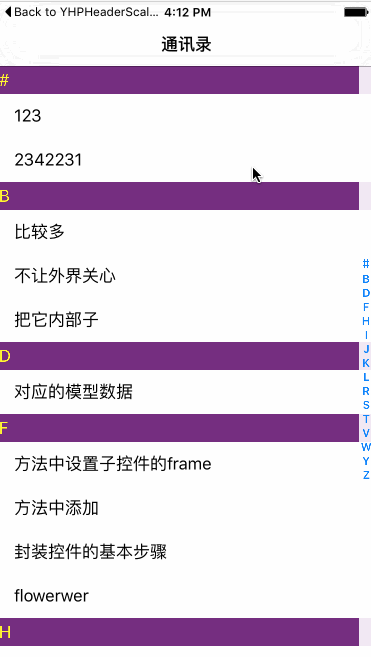 Back to YHPHeaderScal... 4:12 PM
通讯录
#
123
2342231
B
比较多
不让外界关心
把它内部子
D
对应的模型数据
F
方法中设置子控件的frame
方法中添加
封装控件的基本步骤
flowerwer
H
#
B
D
F
H
I
J
K
L
R
S
T
V
W
Y
Z